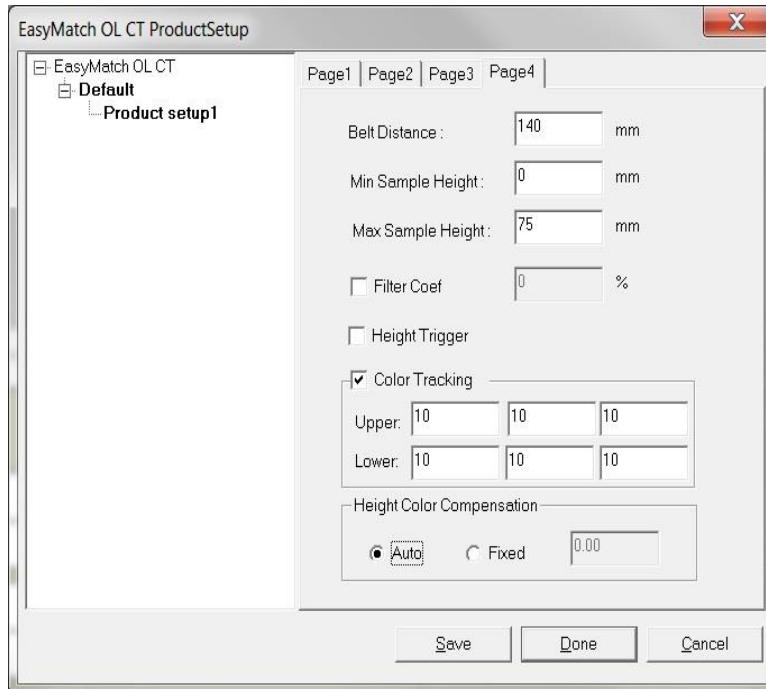 EasyMatch OL CT ProductSetup
X
EasyMatch OL CT
Default
Product setup1
Page1 Page2 Page3 Page4
Belt Distance : 140 mm
Min Sample Height : 0 mm
Max Sample Height : 75 mm
Filter Coef 0 %
Height Trigger
Color Tracking
Upper: 10 10 10
Lower: 10 10 10
Height Color Compensation
Auto Fixed 0.00
Save Done Cancel